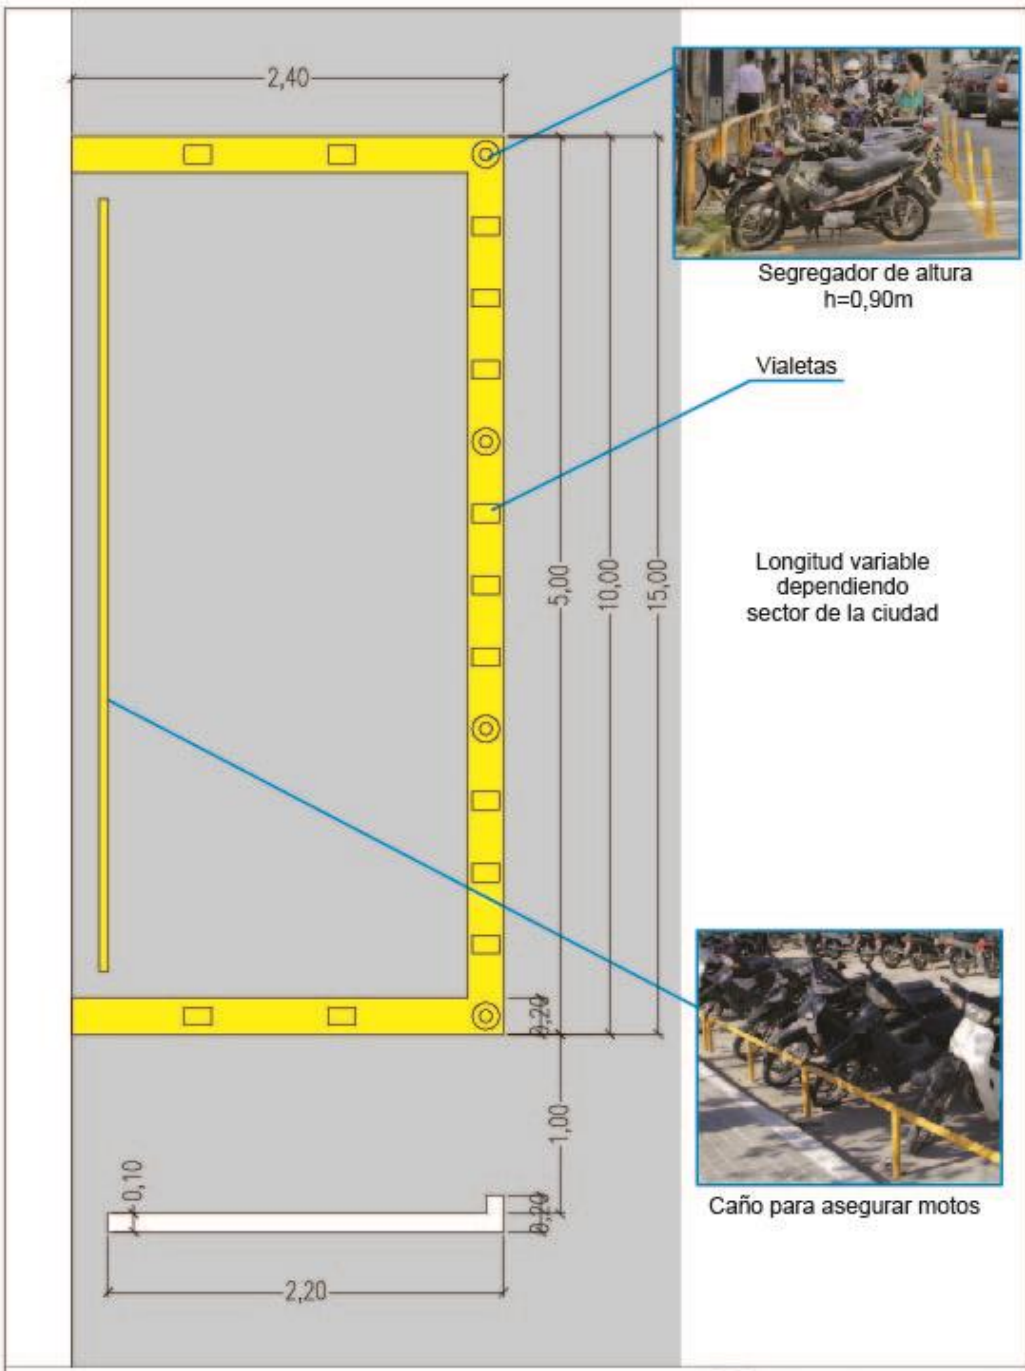 2,40
Segregador de altura
h=0,90m
Vialetas
5,00
10,00
15,00
Longitud variable
dependiendo
sector de la ciudad
0,20
1,00
0,10
0,20
2,20
Caño para asegurar motos